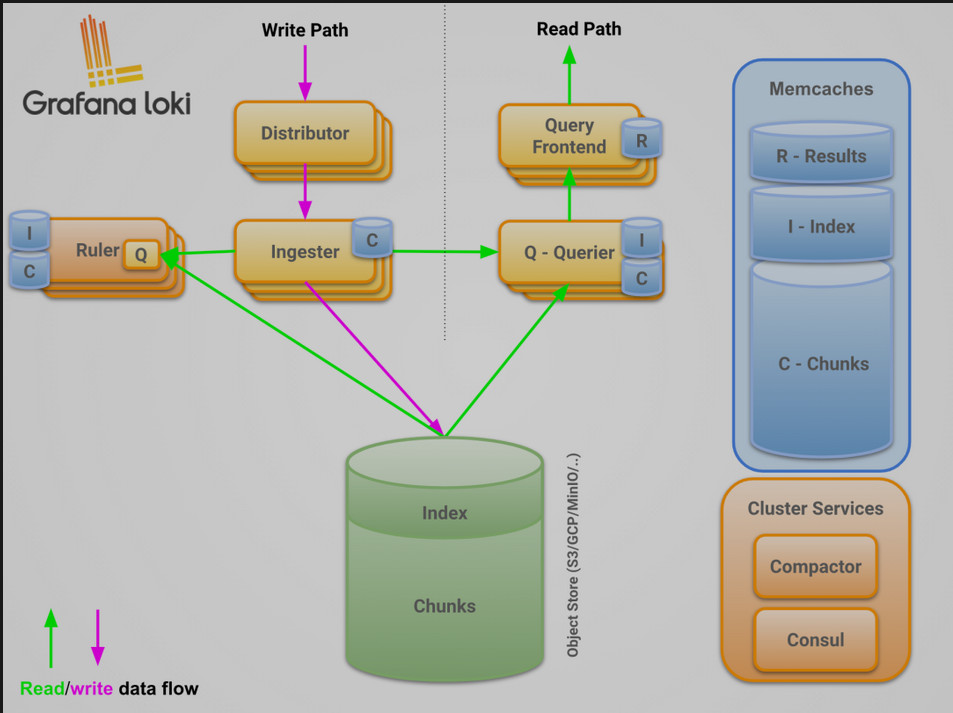 Grafana loki
Write Path
Read Path
Distributor
Query
Frontend
R
I
C
Ruler
Q
Ingester
C
Q - Querier
I
C
Memcaches
R - Results
I - Index
C - Chunks
Index
Chunks
Object Store (S3/GCP/MinIO/..)
Cluster Services
Compactor
Consul
Read/write data flow